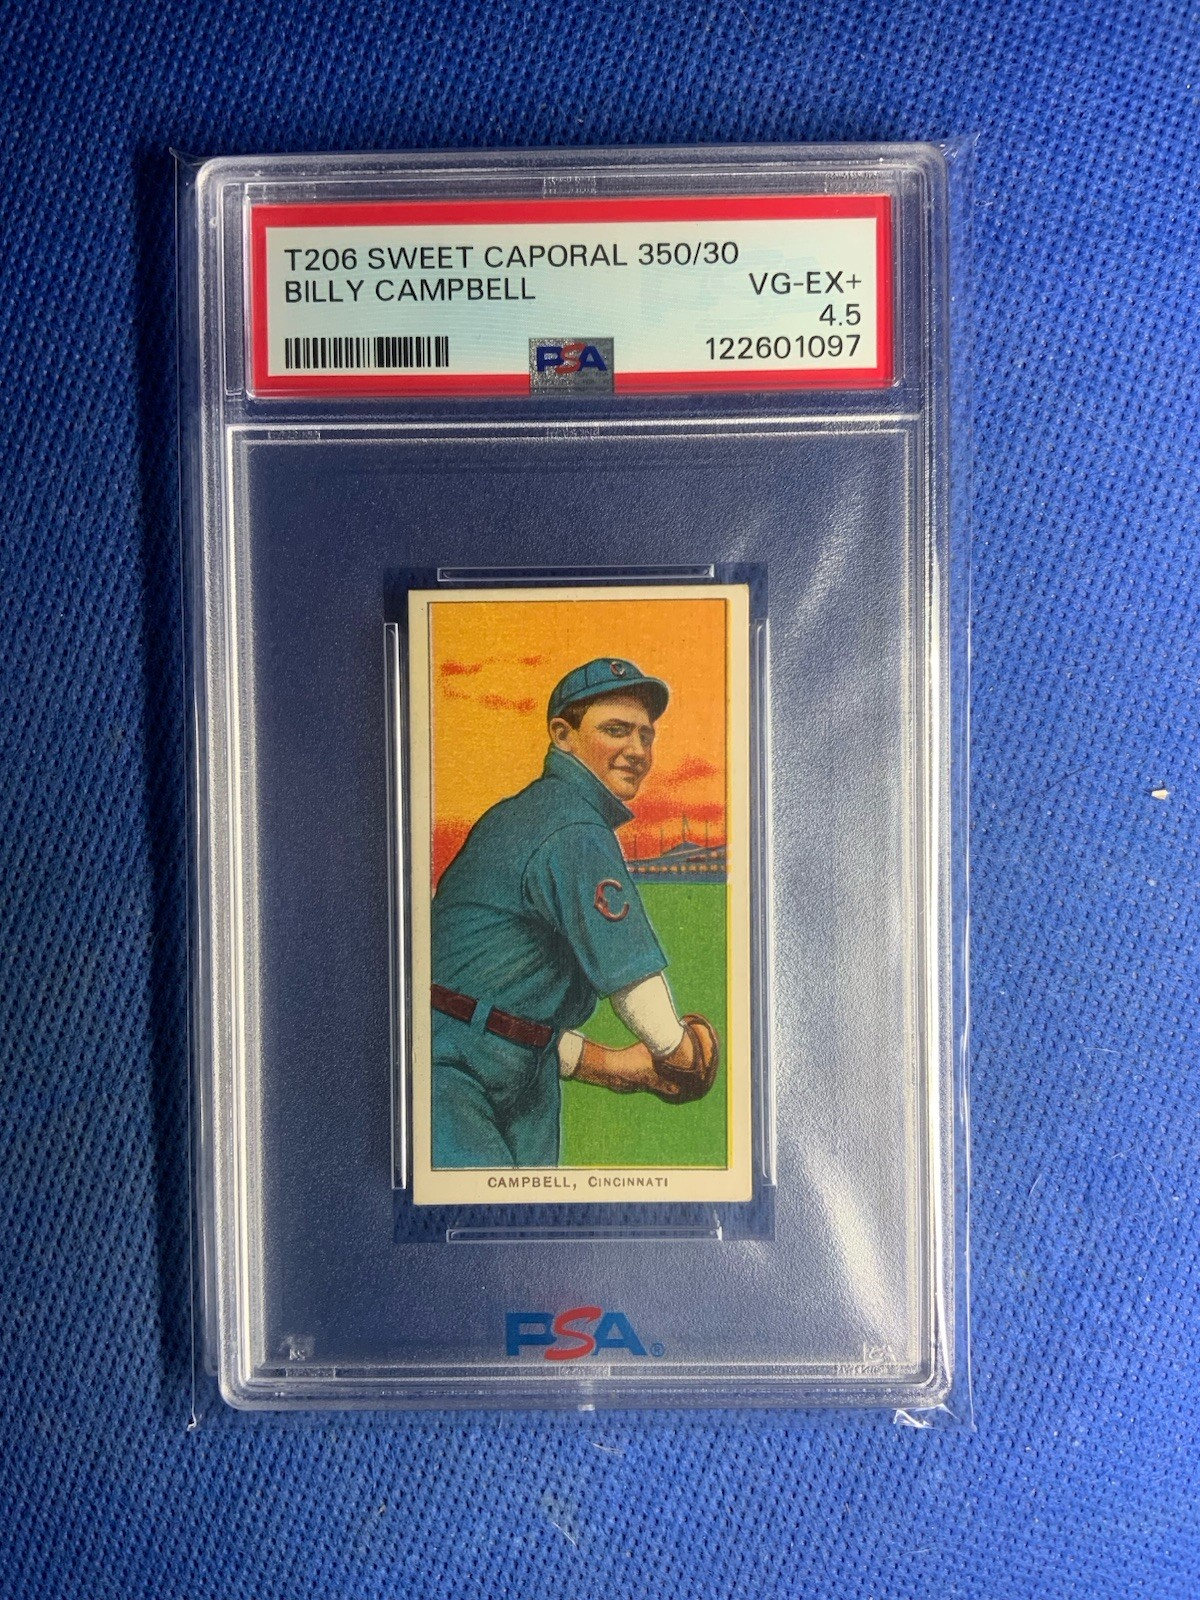 T206 SWEET CAPORAL 350/30
BILLY CAMPBELL VG-EX+
4.5
122601097
PSA
C
C
CAMPBELL, CINCINNATI
PSA®